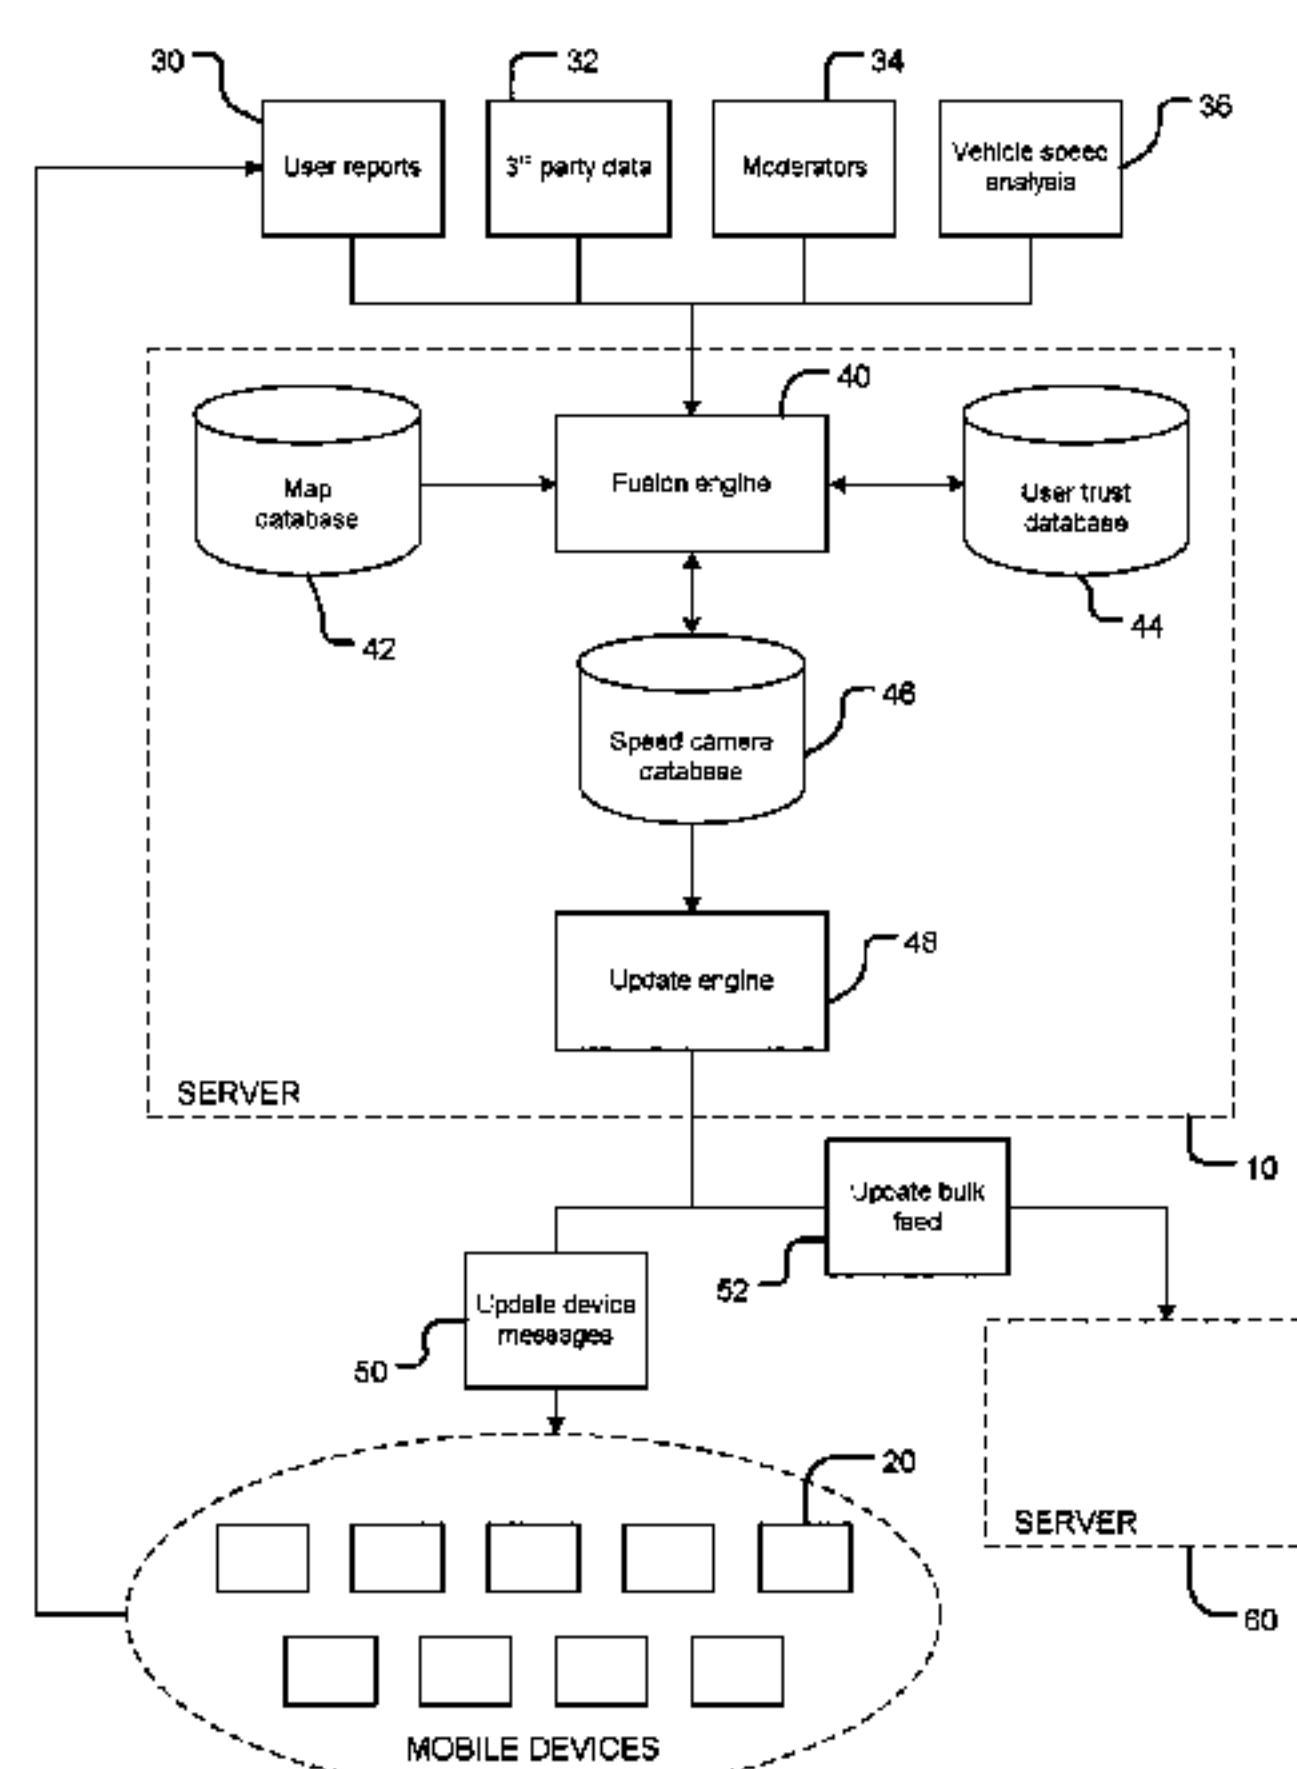 30
32
34
36
User reports
3rd party data
Moderators
Vehicle speed
analysis
40
Fusion engine
Map
database
User trust
database
42
44
46
Speed camera
database
48
Update engine
SERVER
10
Update bulk
feed
52
Update device
messages
50
20
SERVER
60
MOBILE DEVICES